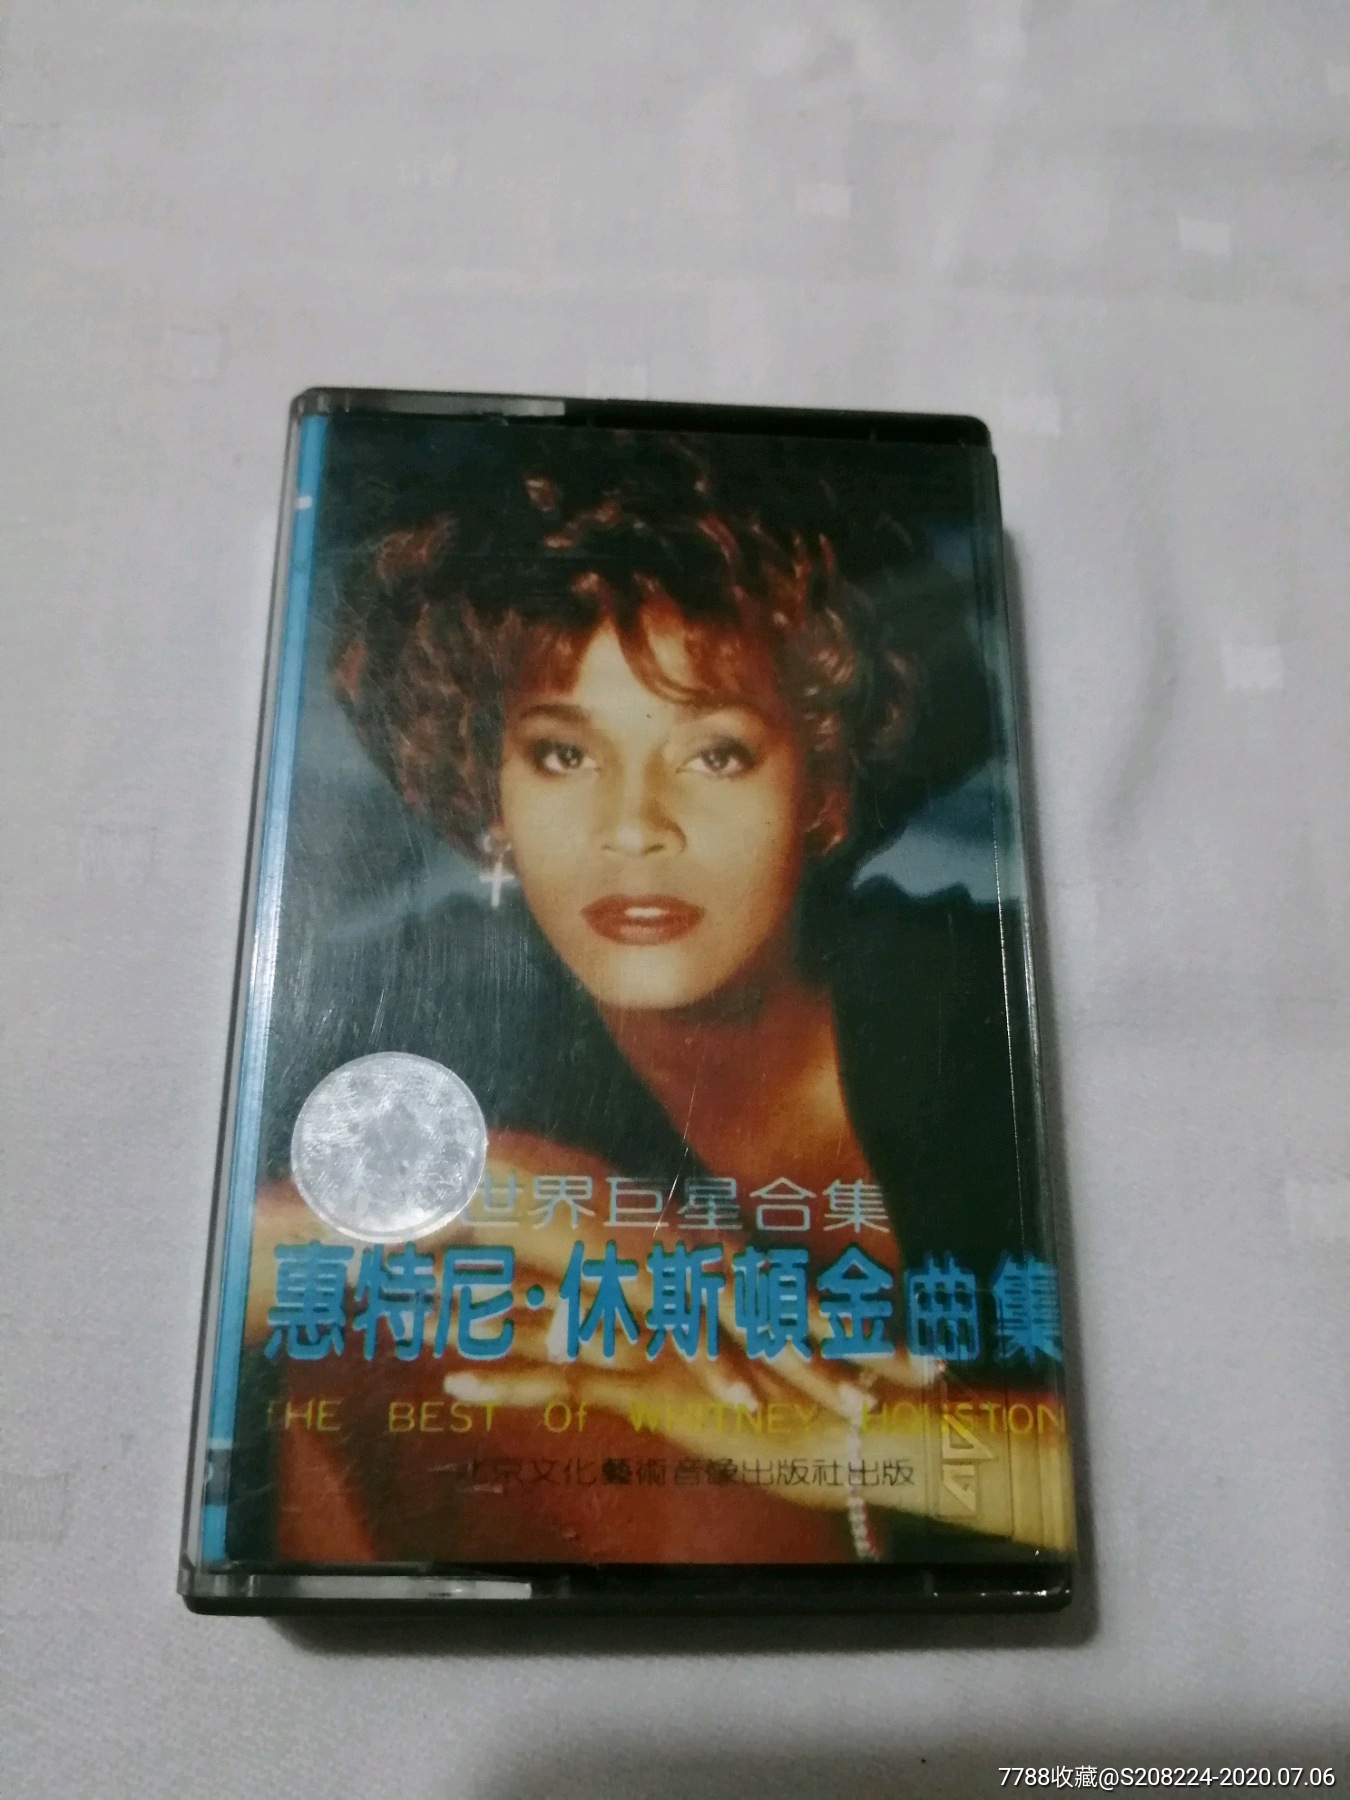 世界巨星合集
惠特尼·休斯頓金曲集
THE BEST Of WHITNEY HOUSTON
北京文化藝術音像出版社出版
7788收藏@S208224-2020.07.06